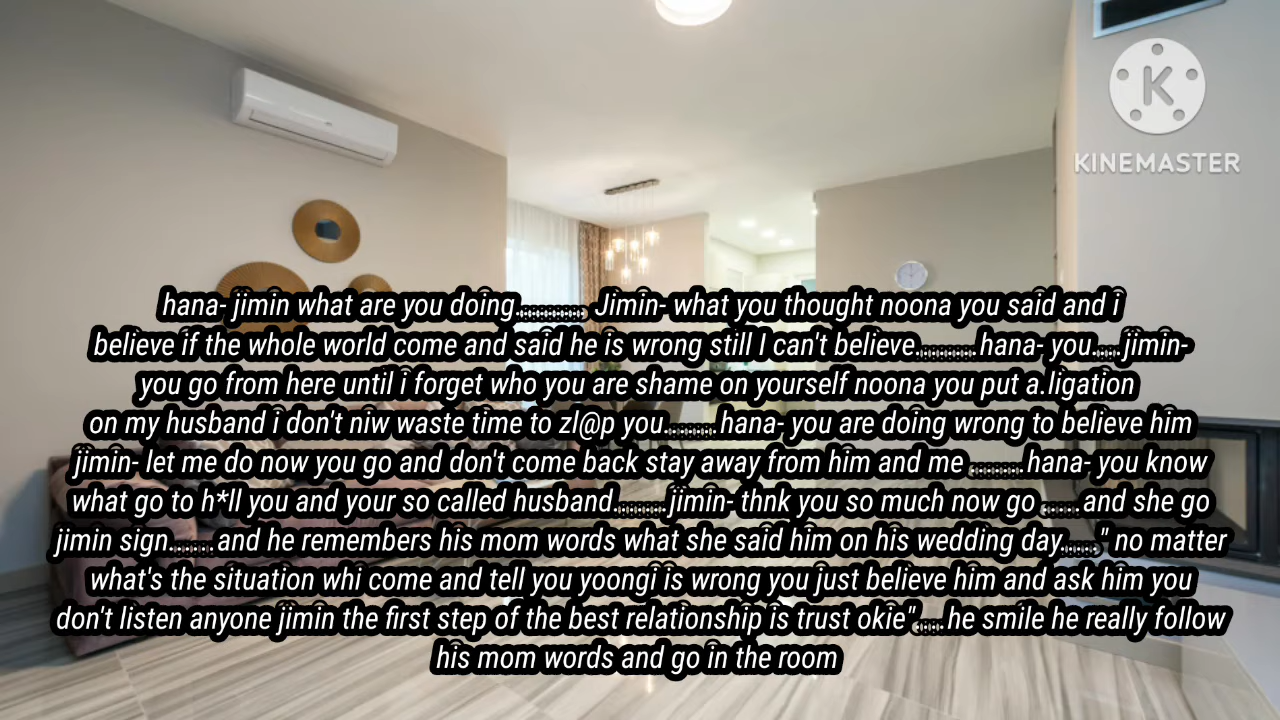 KINEMASTER
hana- jimin what are you doing............ Jimin- what you thought noona you said and i
believe if the whole world come and said he is wrong still I can't believe...........hana- you.....jimin-
you go from here until i forget who you are shame on yourself noona you put a.ligation
on my husband i don't niw waste time to zl@p you.........hana- you are doing wrong to believe him
jimin- let me do now you go and don't come back stay away from him and me .........hana- you know
what go to h*ll you and your so called husband.........jimin- thnk you so much now go ......and she go
jimin sign.......and he remembers his mom words what she said him on his wedding day......." no matter
what's the situation whi come and tell you yoongi is wrong you just believe him and ask him you
don't listen anyone jimin the first step of the best relationship is trust okie".....he smile he really follow
his mom words and go in the room